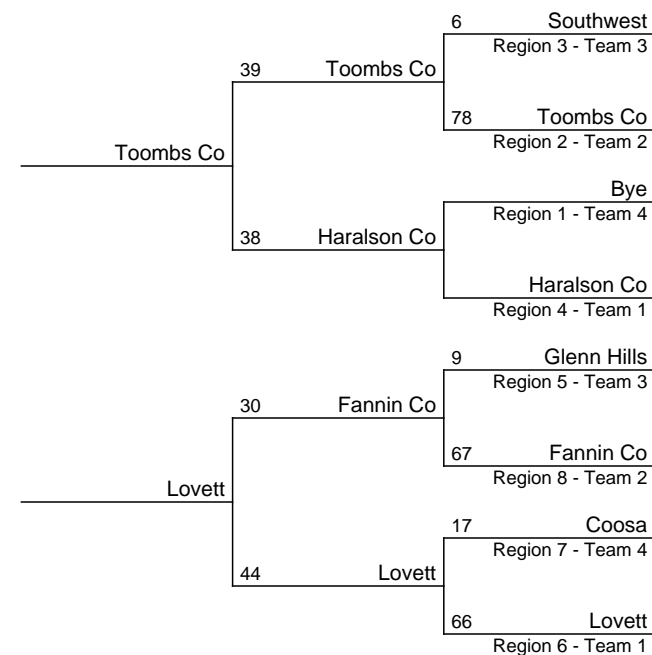 6 Southwest
Region 3 - Team 3
39 Toombs Co
78 Toombs Co
Region 2 - Team 2
Toombs Co
Bye
Region 1 - Team 4
38 Haralson Co
Haralson Co
Region 4 - Team 1
9 Glenn Hills
Region 5 - Team 3
30 Fannin Co
67 Fannin Co
Region 8 - Team 2
Lovett
17 Coosa
Region 7 - Team 4
44 Lovett
66 Lovett
Region 6 - Team 1